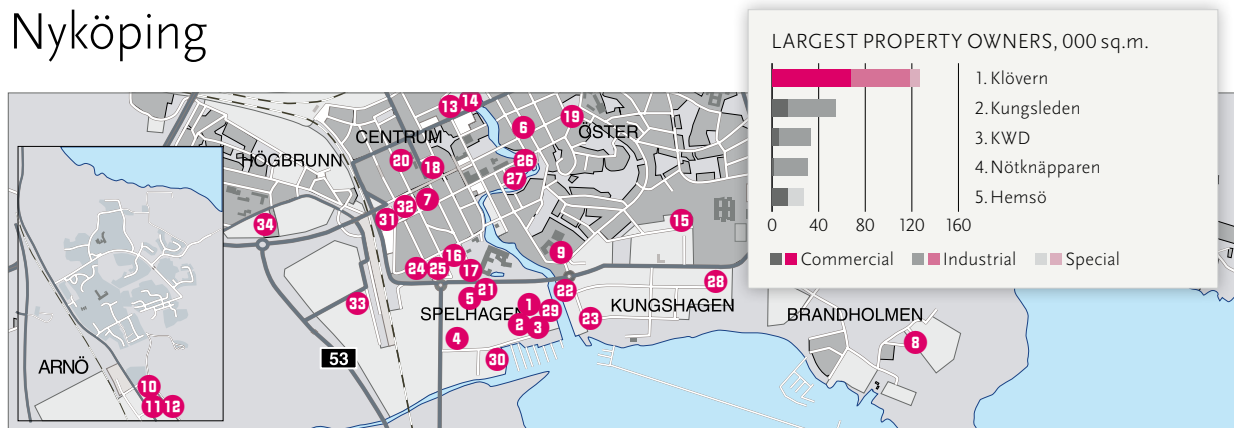 Nyköping
LARGEST PROPERTY OWNERS, 000 sq.m.
1. Klövern
2. Kungsleden
3. KWD
4. Nötknäpparen
5. Hemsö
0 40 80 120 160
Commercial Industrial Special
13 14
6 19
CENTRUM ÖSTER
HÖGBRUNN 20 18 26
27
7
32
31 15
34
16 9
24 25 17
21 22 28
5
33 SPELHAGEN 1 29 KUNGSHAGEN
BRANDHOLMEN
2 3 23
4 8
30
53
ARNÖ
10
11 12